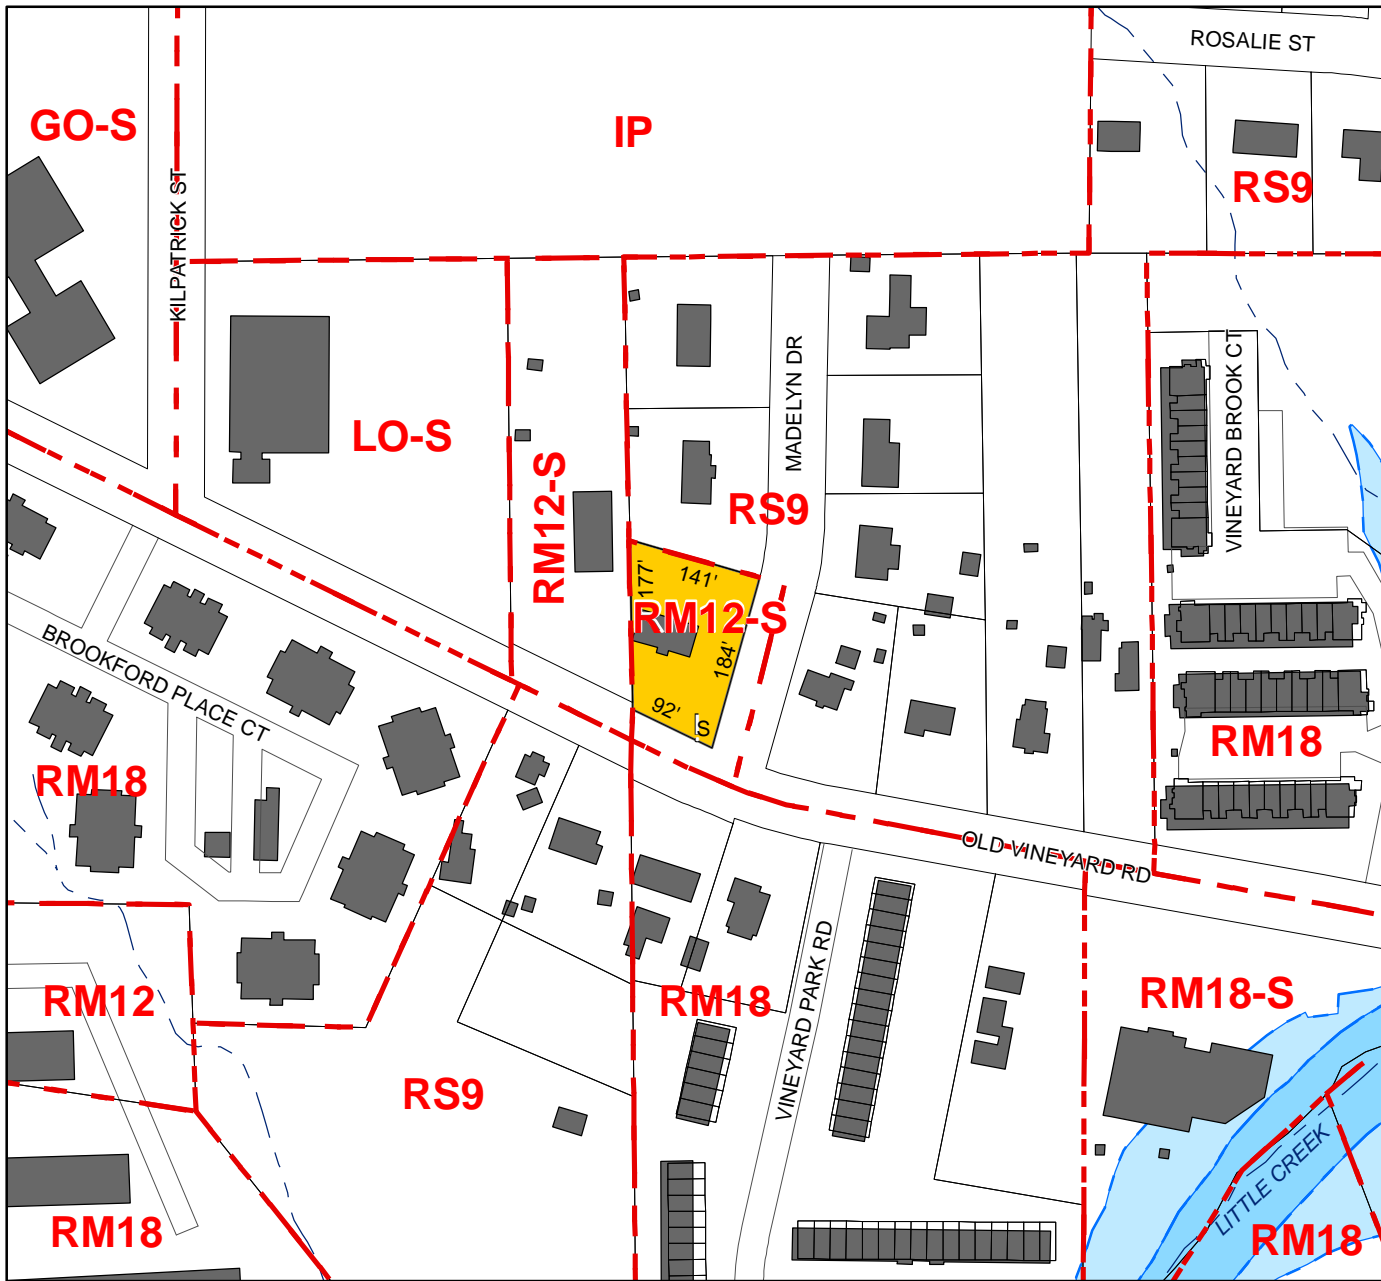 ROSALIE ST
GO-S
IP
RS9
KILPATRICK ST
MADELYN DR
VINEYARD BROOK CT
LO-S
RM12-S
RS9
141'
177'
RM12-S
184'
92'
S
BROOKFORD PLACE CT
RM18
RM18
OLD VINEYARD RD
VINEYARD PARK RD
RM12
RM18
RM18-S
RS9
LITTLE CREEK
RM18
RM18